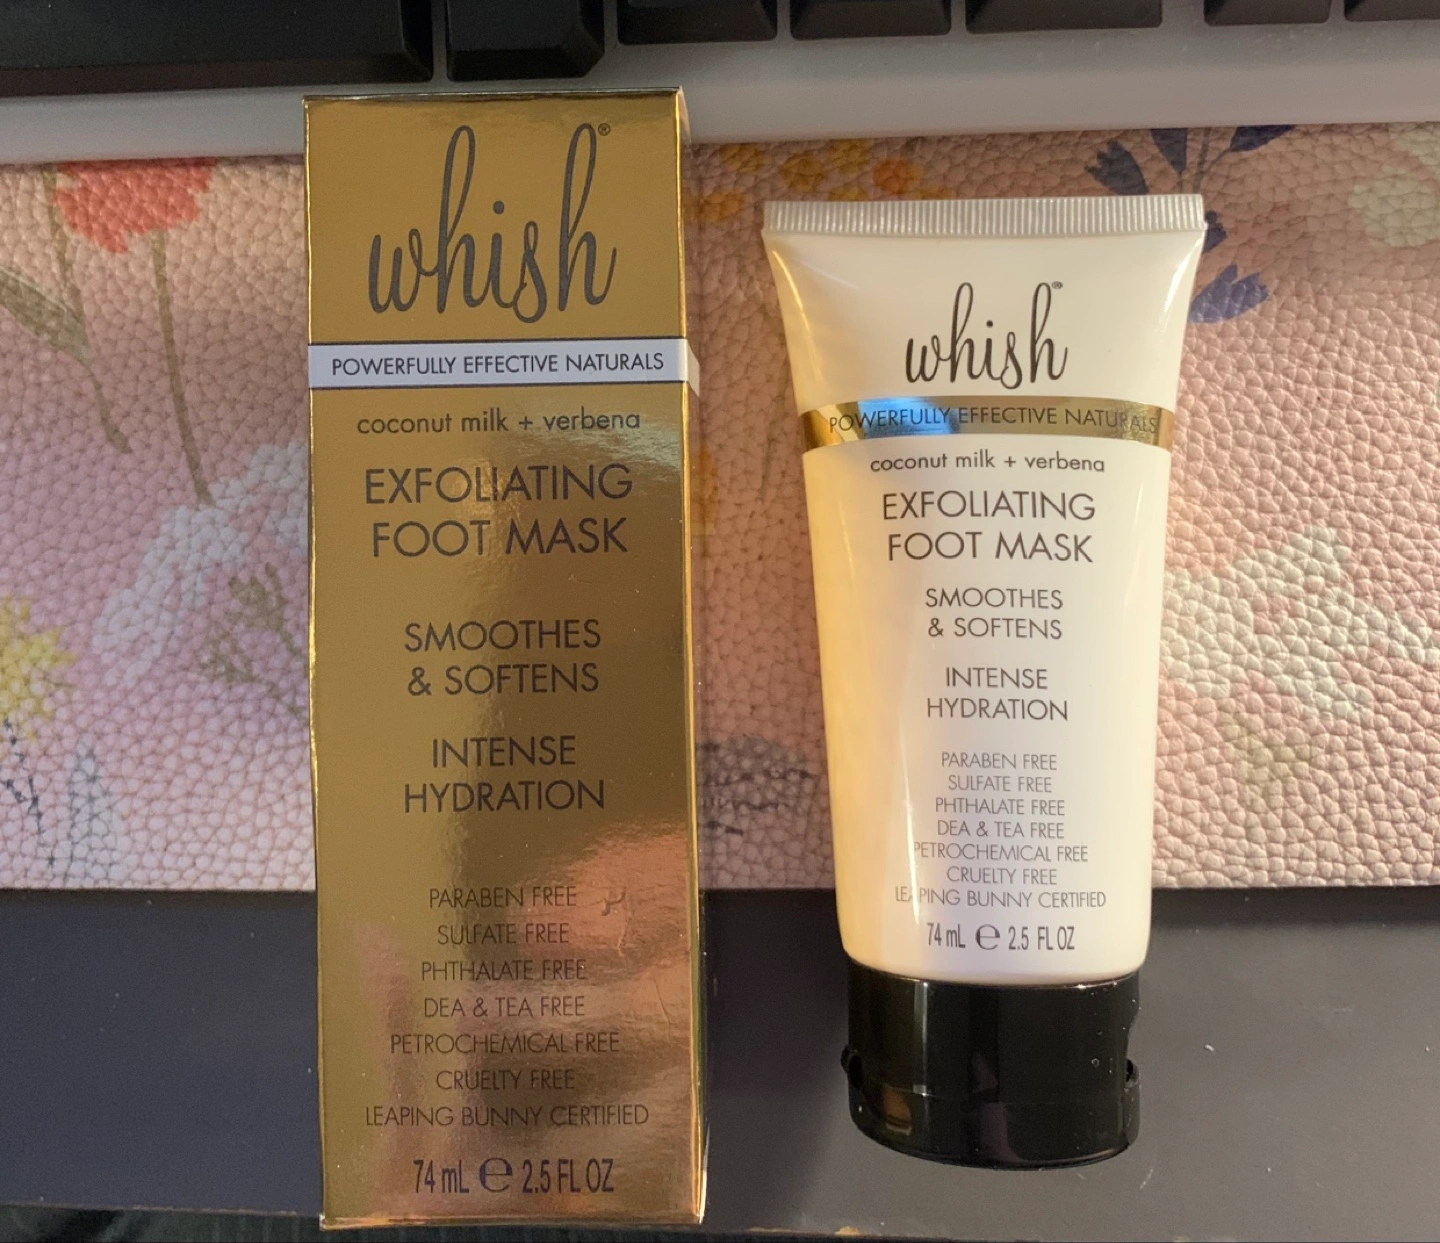 whish®
POWERFULLY EFFECTIVE NATURALS
coconut milk + verbena
EXFOLIATING
FOOT MASK
SMOOTHES
& SOFTENS
INTENSE
HYDRATION
PARABEN FREE
SULFATE FREE
PHTHALATE FREE
DEA & TEA FREE
PETROCHEMICAL FREE
CRUELTY FREE
LEAPING BUNNY CERTIFIED
74 mL ℮ 2.5 FL OZ
whish®
POWERFULLY EFFECTIVE NATURALS
coconut milk + verbena
EXFOLIATING
FOOT MASK
SMOOTHES
& SOFTENS
INTENSE
HYDRATION
PARABEN FREE
SULFATE FREE
PHTHALATE FREE
DEA & TEA FREE
PETROCHEMICAL FREE
CRUELTY FREE
LEAPING BUNNY CERTIFIED
74 mL ℮ 2.5 FL OZ